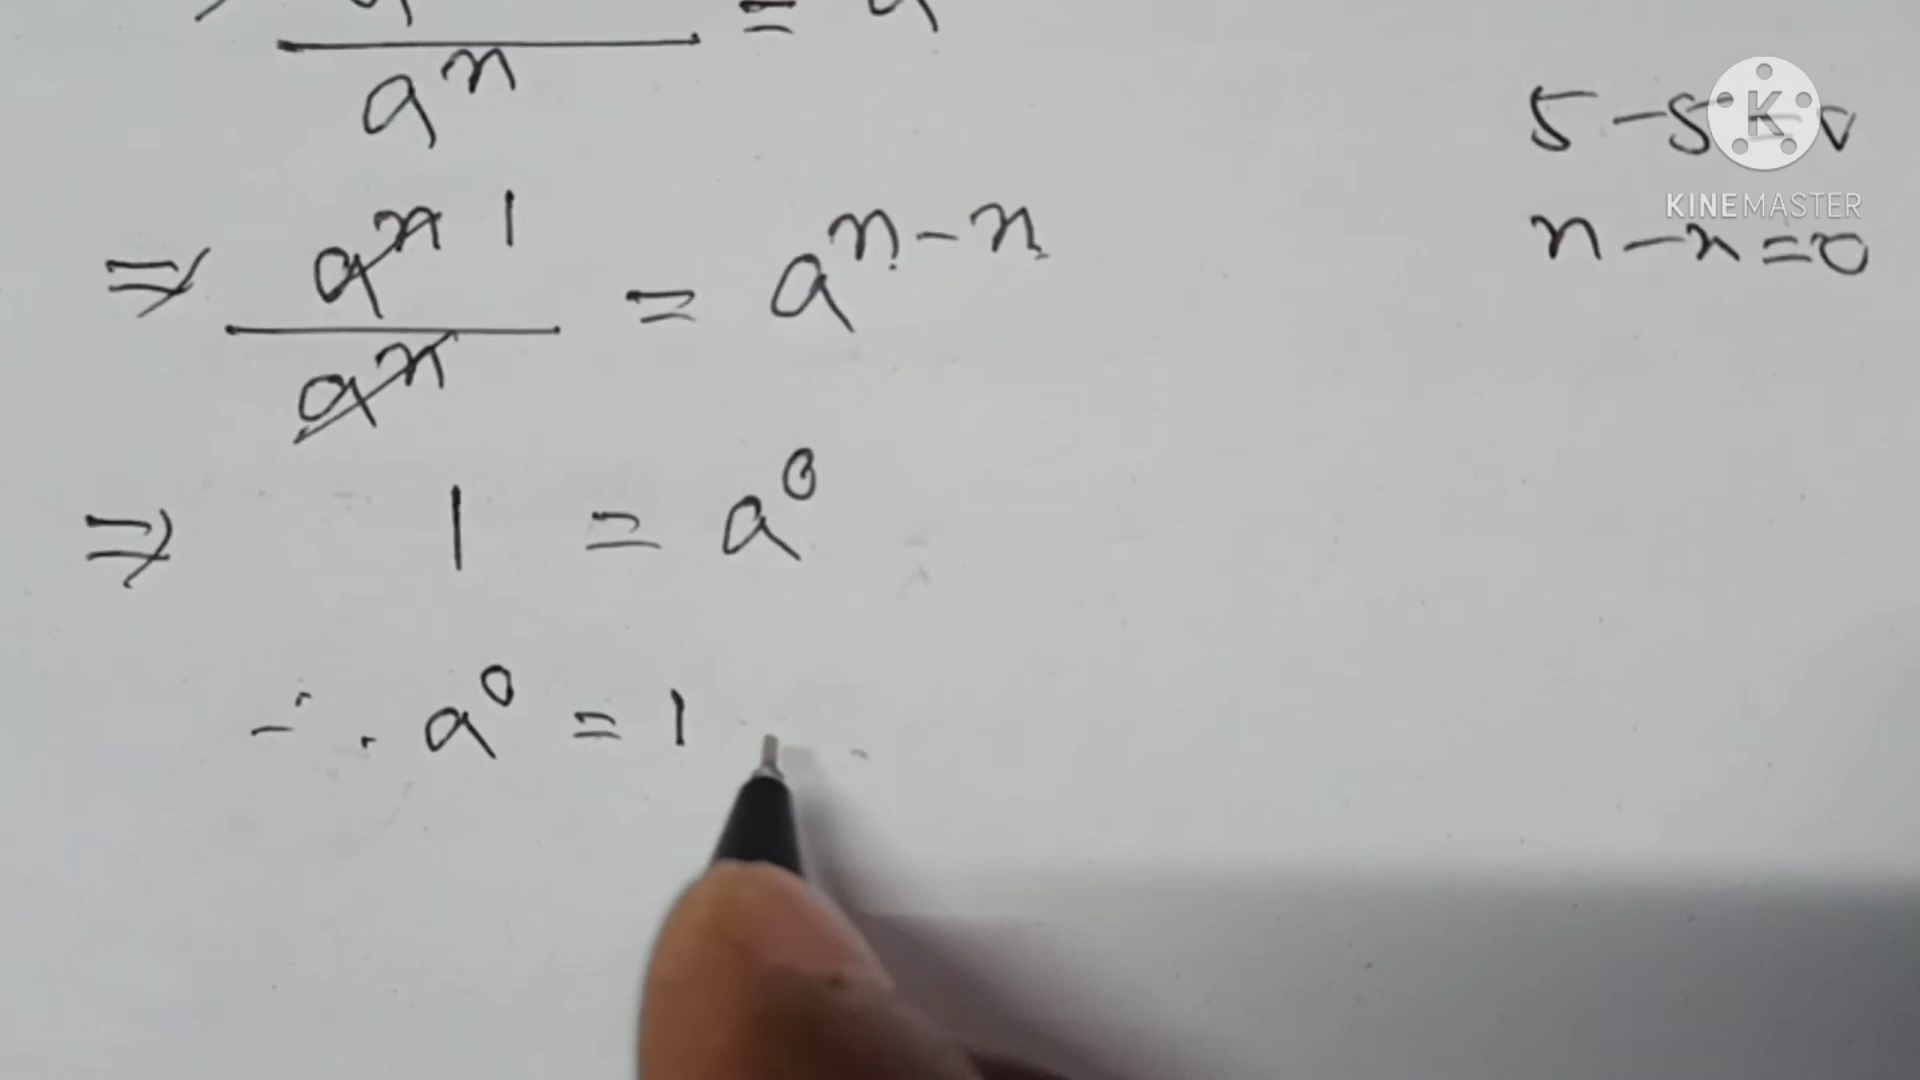 aⁿ = a
5 - 5 = 0
⇒ aⁿ 1 / aⁿ = aⁿ⁻ⁿ
n - n = 0
⇒ 1 = a⁰
∴ a⁰ = 1
K
KINEMASTER